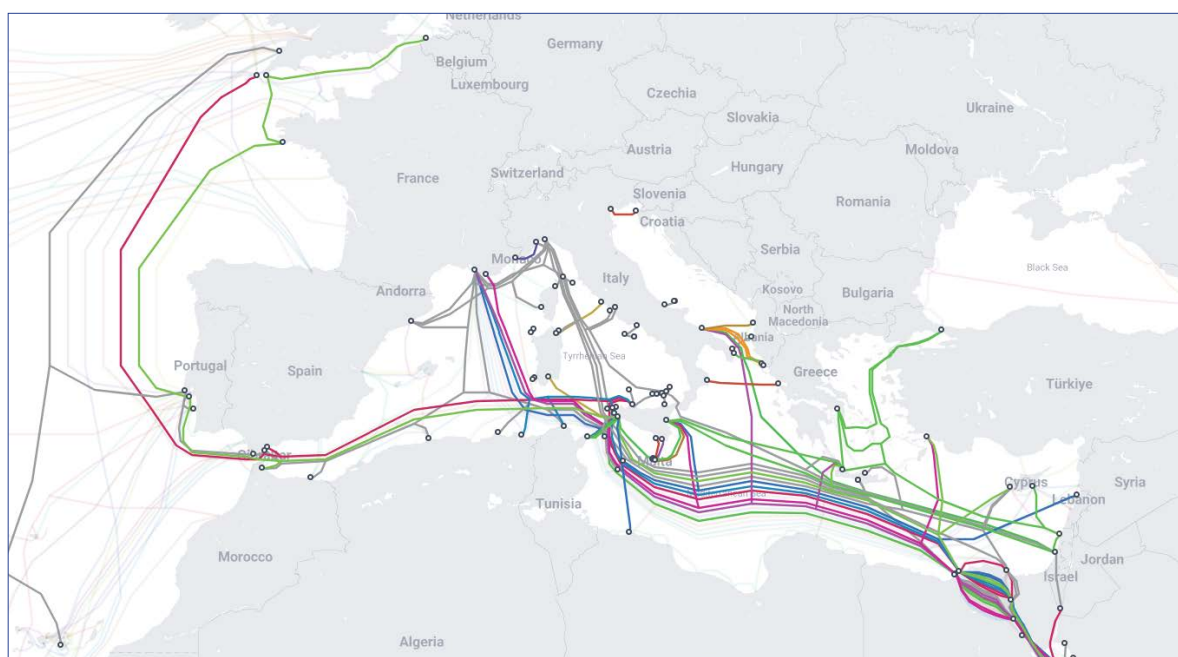 Netherlands
Germany
Belgium
Luxembourg
Czechia
Ukraine
Slovakia
Austria
Moldova
Hungary
Switzerland
France
Slovenia
Romania
Croatia
Serbia
Monaco
Black Sea
Italy
Andorra
Kosovo
Bulgaria
North
Macedonia
Tyrrhenian Sea
Portugal
Spain
Greece
Türkiye
Malta
Cyprus
Syria
Lebanon
Tunisia
Jordan
Morocco
Israel
Algeria